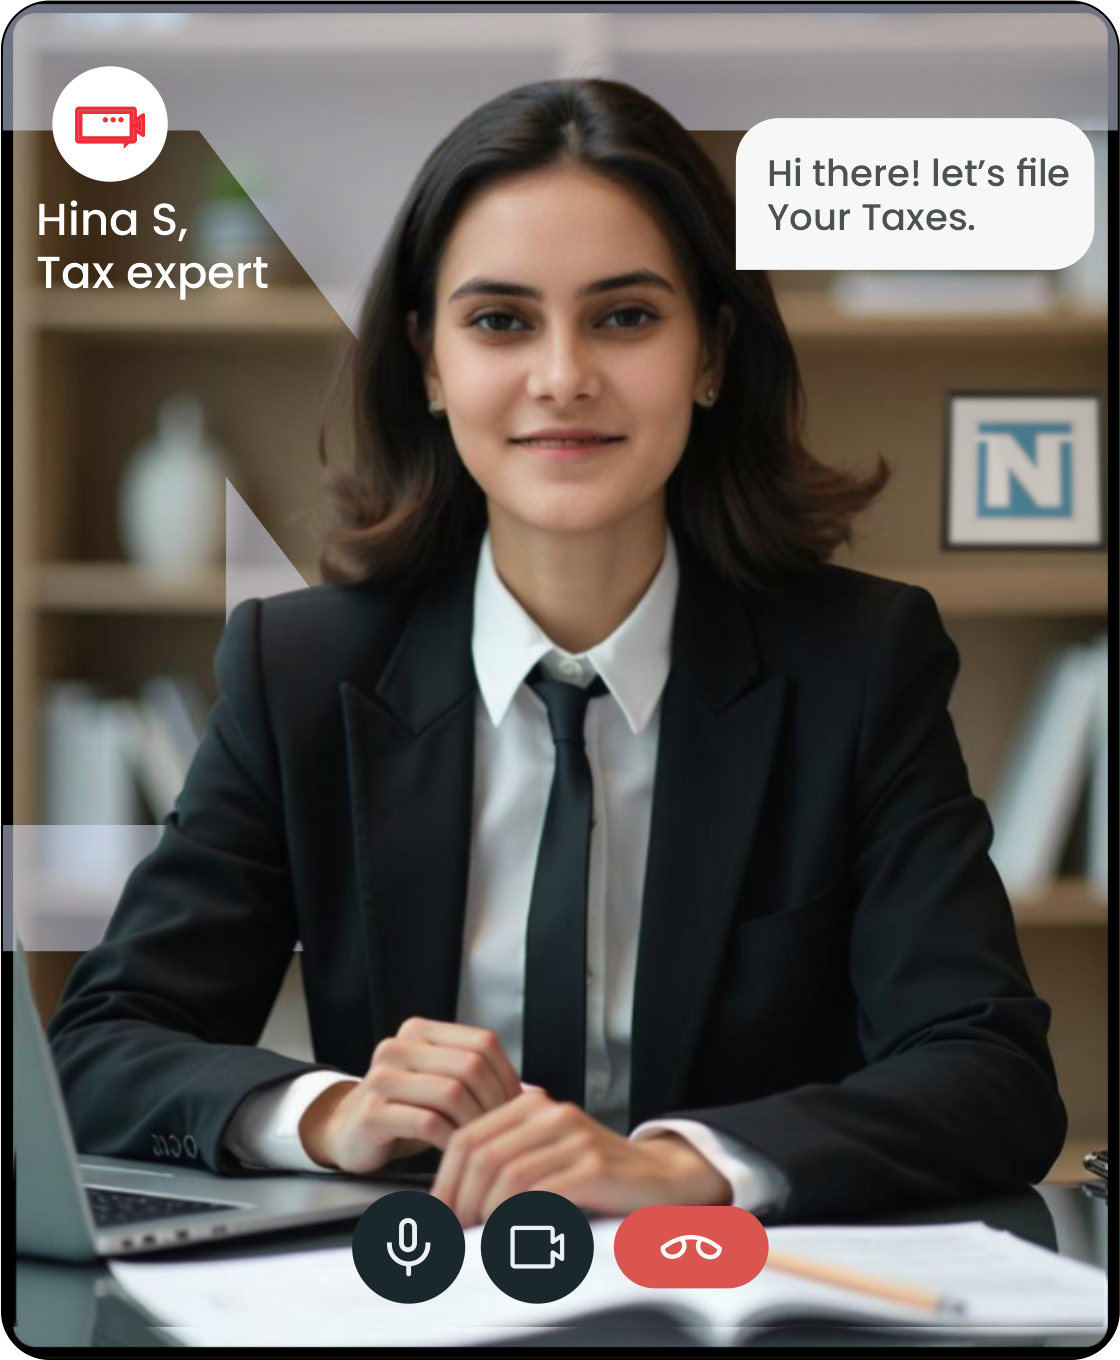 Hina S,
Tax expert
Hi there! let’s file
Your Taxes.
N